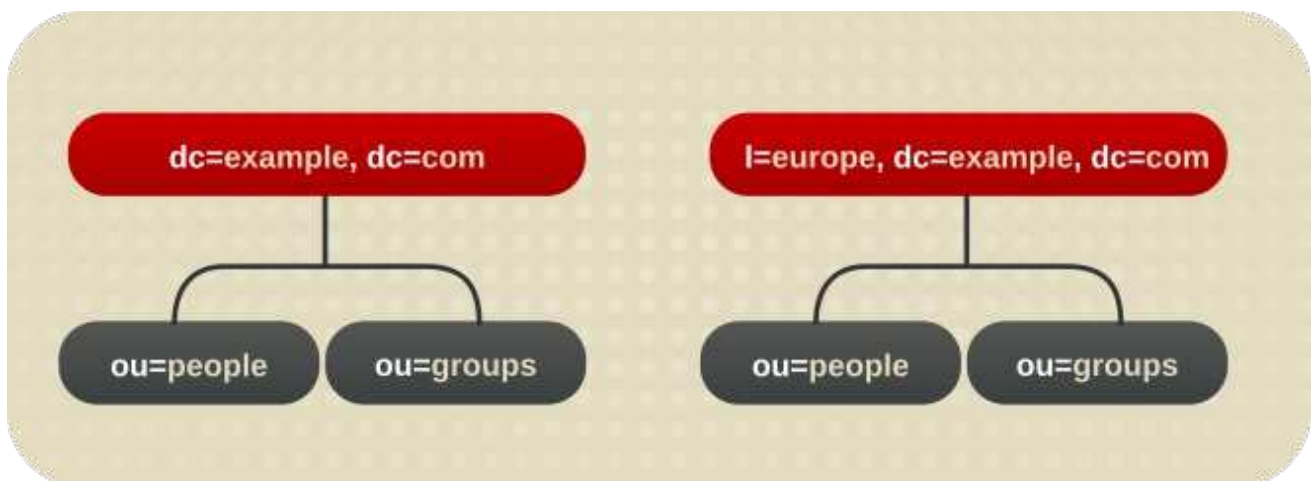 dc=example, dc=com
l=europe, dc=example, dc=com
ou=people
ou=groups
ou=people
ou=groups